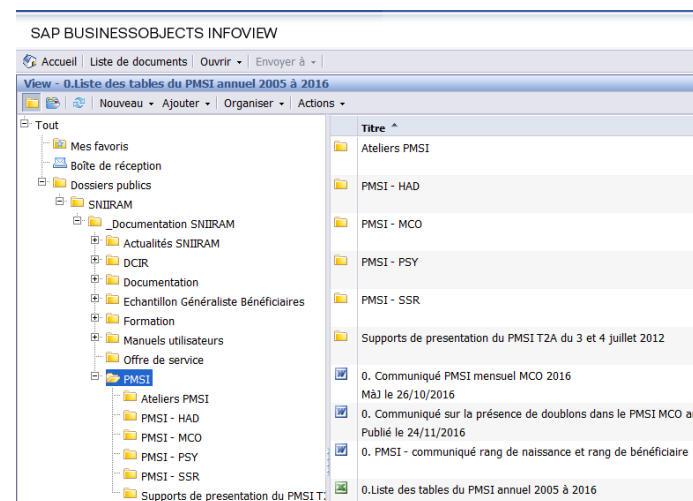 SAP BUSINESSOBJECTS INFOVIEW
Accueil Liste de documents Ouvrir Envoyer à
View - 0.Liste des tables du PMSI annuel 2005 à 2016
Nouveau Ajouter Organiser Actions
Tout
Mes favoris
Boîte de réception
Dossiers publics
SNIIRAM
_Documentation SNIIRAM
Actualités SNIIRAM
DCIR
Documentation
Echantillon Généraliste Bénéficiaires
Formation
Manuels utilisateurs
Offre de service
PMSI
Ateliers PMSI
PMSI - HAD
PMSI - MCO
PMSI - PSY
PMSI - SSR
Supports de presentation du PMSI
Titre
Ateliers PMSI
PMSI - HAD
PMSI - MCO
PMSI - PSY
PMSI - SSR
Supports de presentation du PMSI T2A du 3 et 4 juillet 2012
0. Communiqué PMSI mensuel MCO 2016
MàJ le 26/10/2016
0. Communiqué sur la présence de doublons dans le PMSI MCO
Publié le 24/11/2016
0. PMSI - communiqué rang de naissance et rang de bénéficiaire
0.Liste des tables du PMSI annuel 2005 à 2016